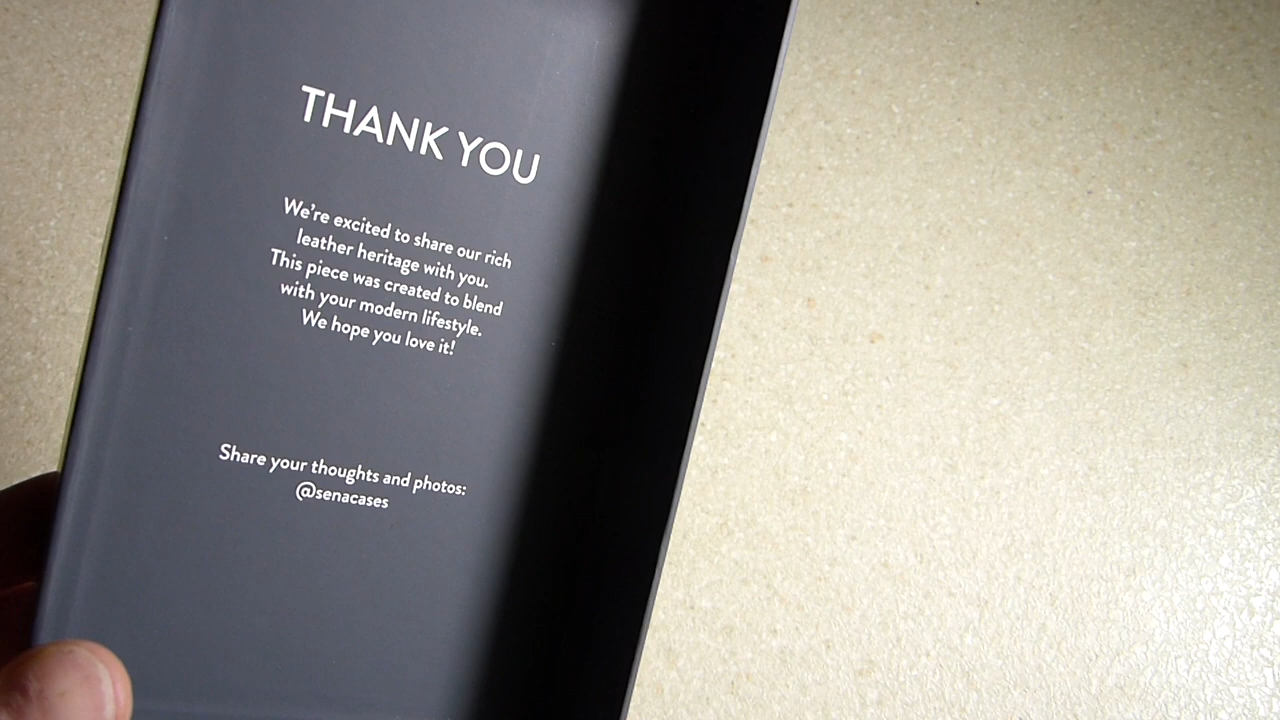 THANK YOU
We're excited to share our rich
leather heritage with you.
This piece was created to blend
with your modern lifestyle.
We hope you love it!
Share your thoughts and photos:
@senacases